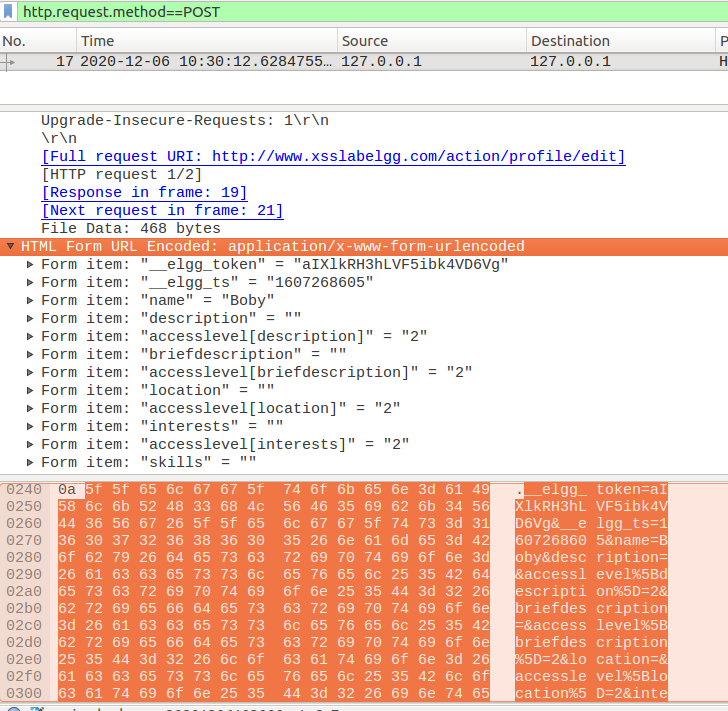 http.request.method==POST
No. Time Source Destination P
17 2020-12-06 10:30:12.6284755… 127.0.0.1 127.0.0.1 H
Upgrade-Insecure-Requests: 1\r\n
\r\n
[Full request URI: http://www.xsslabelgg.com/action/profile/edit]
[HTTP request 1/2]
[Response in frame: 19]
[Next request in frame: 21]
File Data: 468 bytes
HTML Form URL Encoded: application/x-www-form-urlencoded
Form item: "__elgg_token" = "aIXlkRH3hLVF5ibk4VD6Vg"
Form item: "__elgg_ts" = "1607268605"
Form item: "name" = "Boby"
Form item: "description" = ""
Form item: "accesslevel[description]" = "2"
Form item: "briefdescription" = ""
Form item: "accesslevel[briefdescription]" = "2"
Form item: "location" = ""
Form item: "accesslevel[location]" = "2"
Form item: "interests" = ""
Form item: "accesslevel[interests]" = "2"
Form item: "skills" = ""
0240 0a 5f 5f 65 6c 67 67 5f 74 6f 6b 65 6e 3d 61 49 .__elgg_ token=aI
0250 58 6c 6b 52 48 33 68 4c 56 46 35 69 62 6b 34 56 XlkRH3hL VF5ibk4V
0260 44 36 56 67 26 5f 5f 65 6c 67 67 5f 74 73 3d 31 D6Vg&__e lgg_ts=1
0270 36 30 37 32 36 38 36 30 35 26 6e 61 6d 65 3d 42 60726860 5&name=B
0280 6f 62 79 26 64 65 73 63 72 69 70 74 69 6f 6e 3d oby&desc ription=
0290 26 61 63 63 65 73 73 6c 65 76 65 6c 25 35 42 64 &accessl evel%5Bd
02a0 65 73 63 72 69 70 74 69 6f 6e 25 35 44 3d 32 26 escripti on%5D=2&
02b0 62 72 69 65 66 64 65 73 63 72 69 70 74 69 6f 6e briefdes cription
02c0 3d 26 61 63 63 65 73 73 6c 65 76 65 6c 25 35 42 =&access level%5B
02d0 62 72 69 65 66 64 65 73 63 72 69 70 74 69 6f 6e briefdes cription
02e0 25 35 44 3d 32 26 6c 6f 63 61 74 69 6f 6e 3d 26 %5D=2&lo cation=&
02f0 61 63 63 65 73 73 6c 65 76 65 6c 25 35 42 6c 6f accessle vel%5Blo
0300 63 61 74 69 6f 6e 25 35 44 3d 32 26 69 6e 74 65 cation%5 D=2&inte